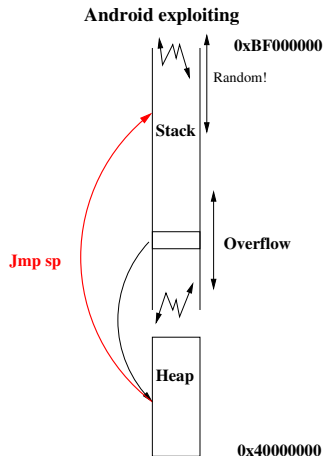 Android exploiting
0xBF000000
Random!
Stack
Overflow
Jmp sp
Heap
0x40000000